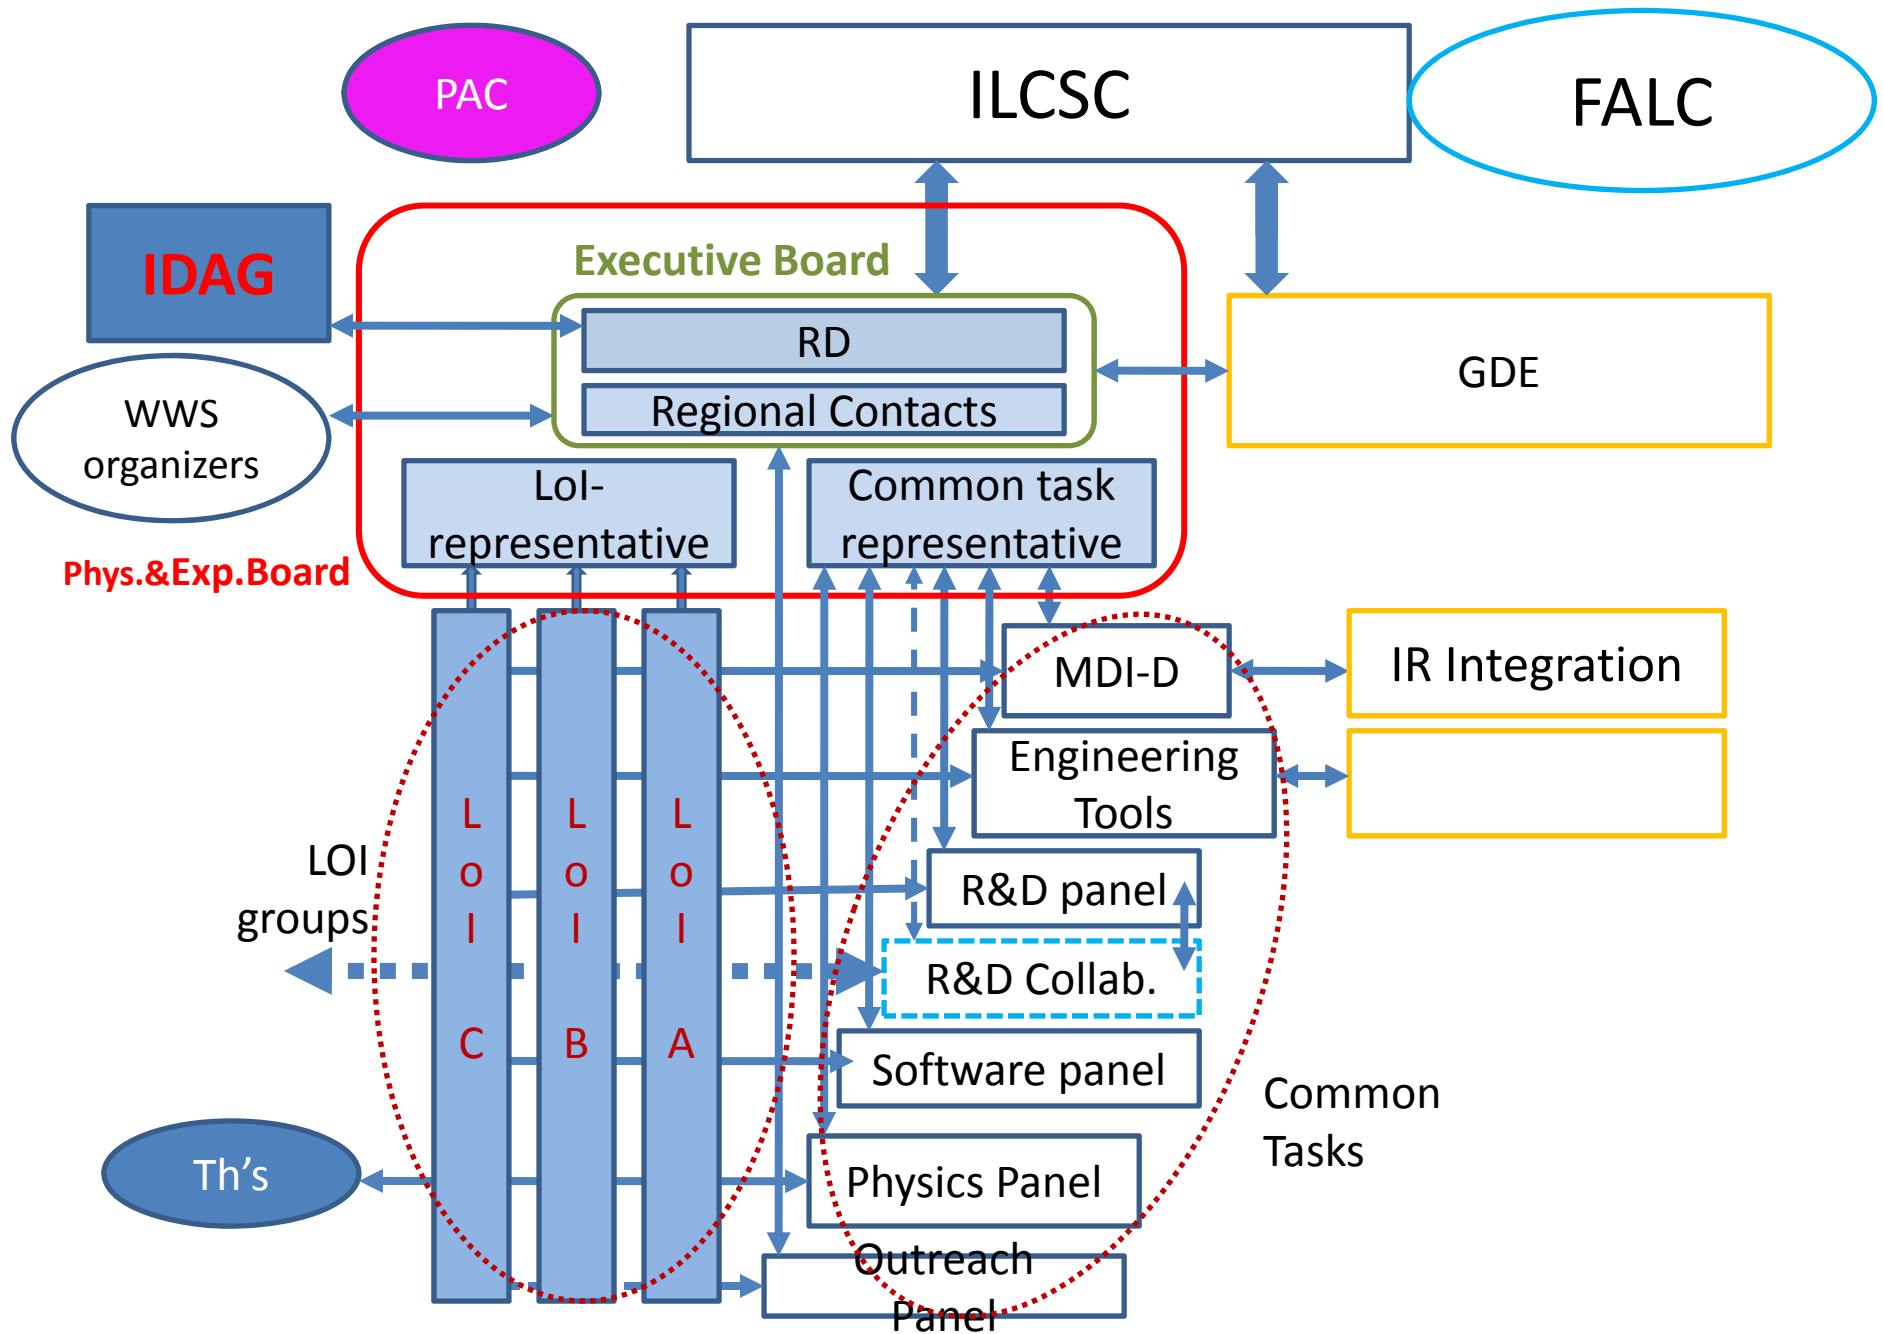 PAC
ILCSC
FALC
IDAG
Executive Board
RD
Regional Contacts
GDE
WWS
organizers
LoI-
representative
Common task
representative
Phys.&Exp.Board
MDI-D
IR Integration
Engineering
Tools
LOI
groups
L
o
I
C
L
o
I
B
L
o
I
A
R&D panel
R&D Collab.
Software panel
Common
Tasks
Th’s
Physics Panel
Outreach
Panel